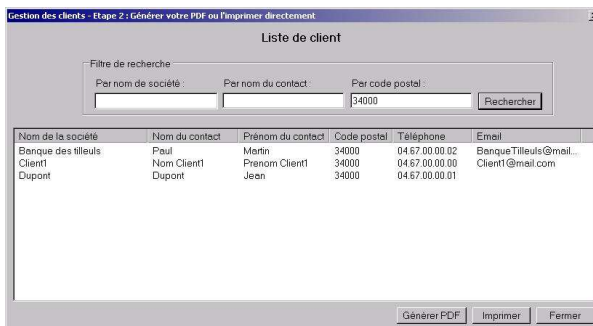 Gestion des clients - Etape 2 : Générer votre PDF ou l'imprimer directement
Liste de client
Filtre de recherche
Par nom de société : Par nom du contact : Par code postal :
34000 Rechercher
Nom de la société Nom du contact Prénom du contact Code postal Téléphone Email
Banque des tilleuls Paul Martin 34000 04.67.00.00.02 BanqueTilleuls@mail...
Client1 Nom Client1 Prenom Client1 34000 04.67.00.00.00 Client1@mail.com
Dupont Dupont Jean 34000 04.67.00.00.01
Générer PDF Imprimer Fermer